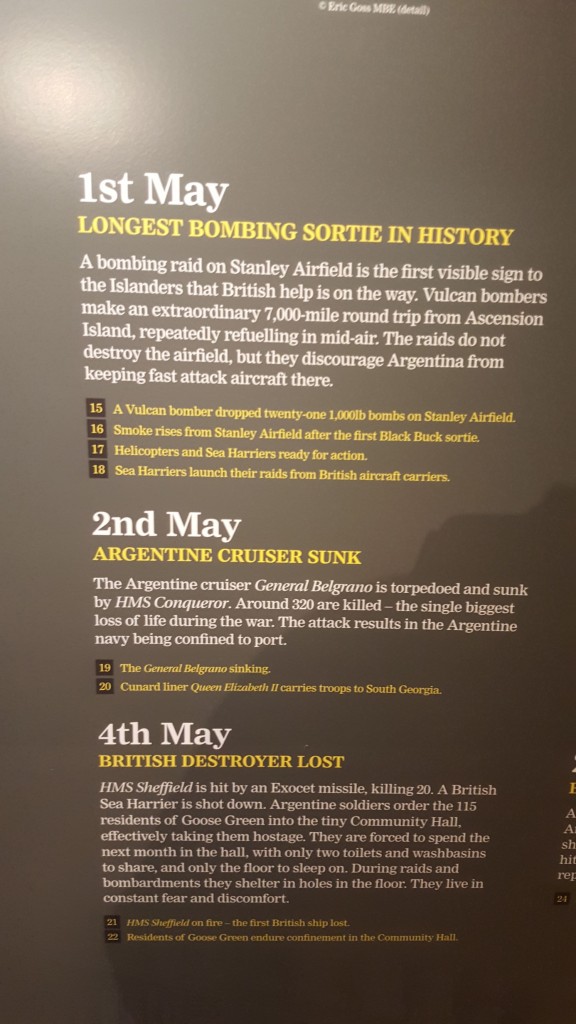 © Eric Goss MBE (detail)
1st May
LONGEST BOMBING SORTIE IN HISTORY
A bombing raid on Stanley Airfield is the first visible sign to
the Islanders that British help is on the way. Vulcan bombers
make an extraordinary 7,000-mile round trip from Ascension
Island, repeatedly refuelling in mid-air. The raids do not
destroy the airfield, but they discourage Argentina from
keeping fast attack aircraft there.
15 A Vulcan bomber dropped twenty-one 1,000lb bombs on Stanley Airfield.
16 Smoke rises from Stanley Airfield after the first Black Buck sortie.
17 Helicopters and Sea Harriers ready for action.
18 Sea Harriers launch their raids from British aircraft carriers.
2nd May
ARGENTINE CRUISER SUNK
The Argentine cruiser General Belgrano is torpedoed and sunk
by HMS Conqueror. Around 320 are killed – the single biggest
loss of life during the war. The attack results in the Argentine
navy being confined to port.
19 The General Belgrano sinking.
20 Cunard liner Queen Elizabeth II carries troops to South Georgia.
4th May
BRITISH DESTROYER LOST
HMS Sheffield is hit by an Exocet missile, killing 20. A British
Sea Harrier is shot down. Argentine soldiers order the 115
residents of Goose Green into the tiny Community Hall,
effectively taking them hostage. They are forced to spend the
next month in the hall, with only two toilets and washbasins
to share, and only the floor to sleep on. During raids and
bombardments they shelter in holes in the floor. They live in
constant fear and discomfort.
21 HMS Sheffield on fire – the first British ship lost.
22 Residents of Goose Green endure confinement in the Community Hall.
24